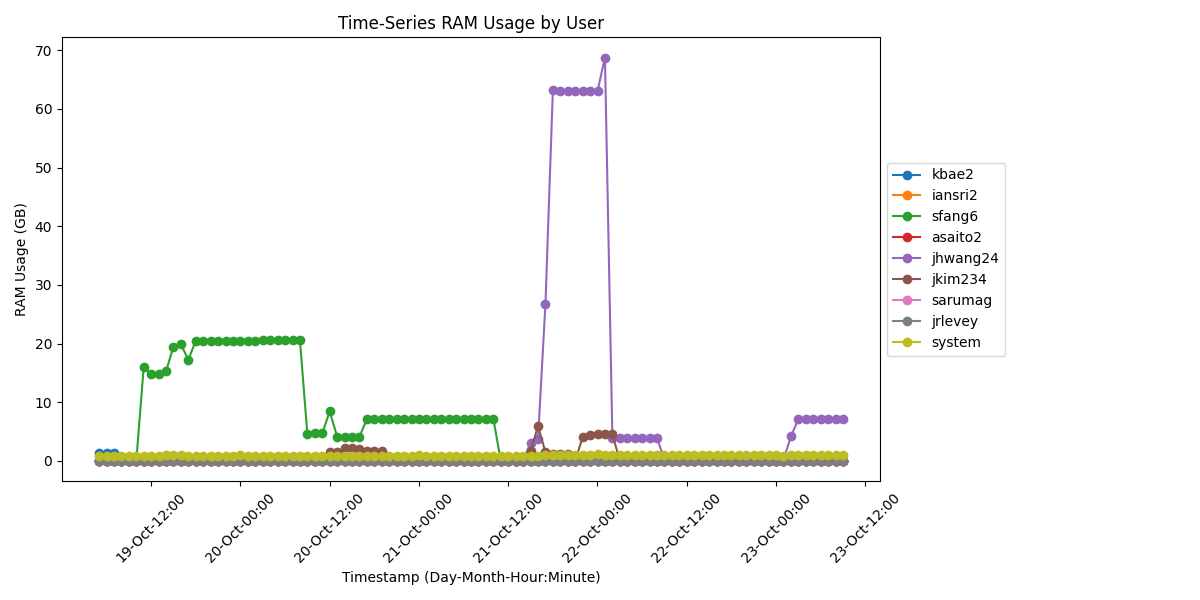 Time-Series RAM Usage by User
RAM Usage (GB)
70
60
50
40
30
20
10
0
19-Oct-12:00
20-Oct-00:00
20-Oct-12:00
21-Oct-00:00
21-Oct-12:00
22-Oct-00:00
22-Oct-12:00
23-Oct-00:00
23-Oct-12:00
Timestamp (Day-Month-Hour:Minute)
kbae2
iansri2
sfang6
asaito2
jhwang24
jkim234
sarumag
jrlevey
system